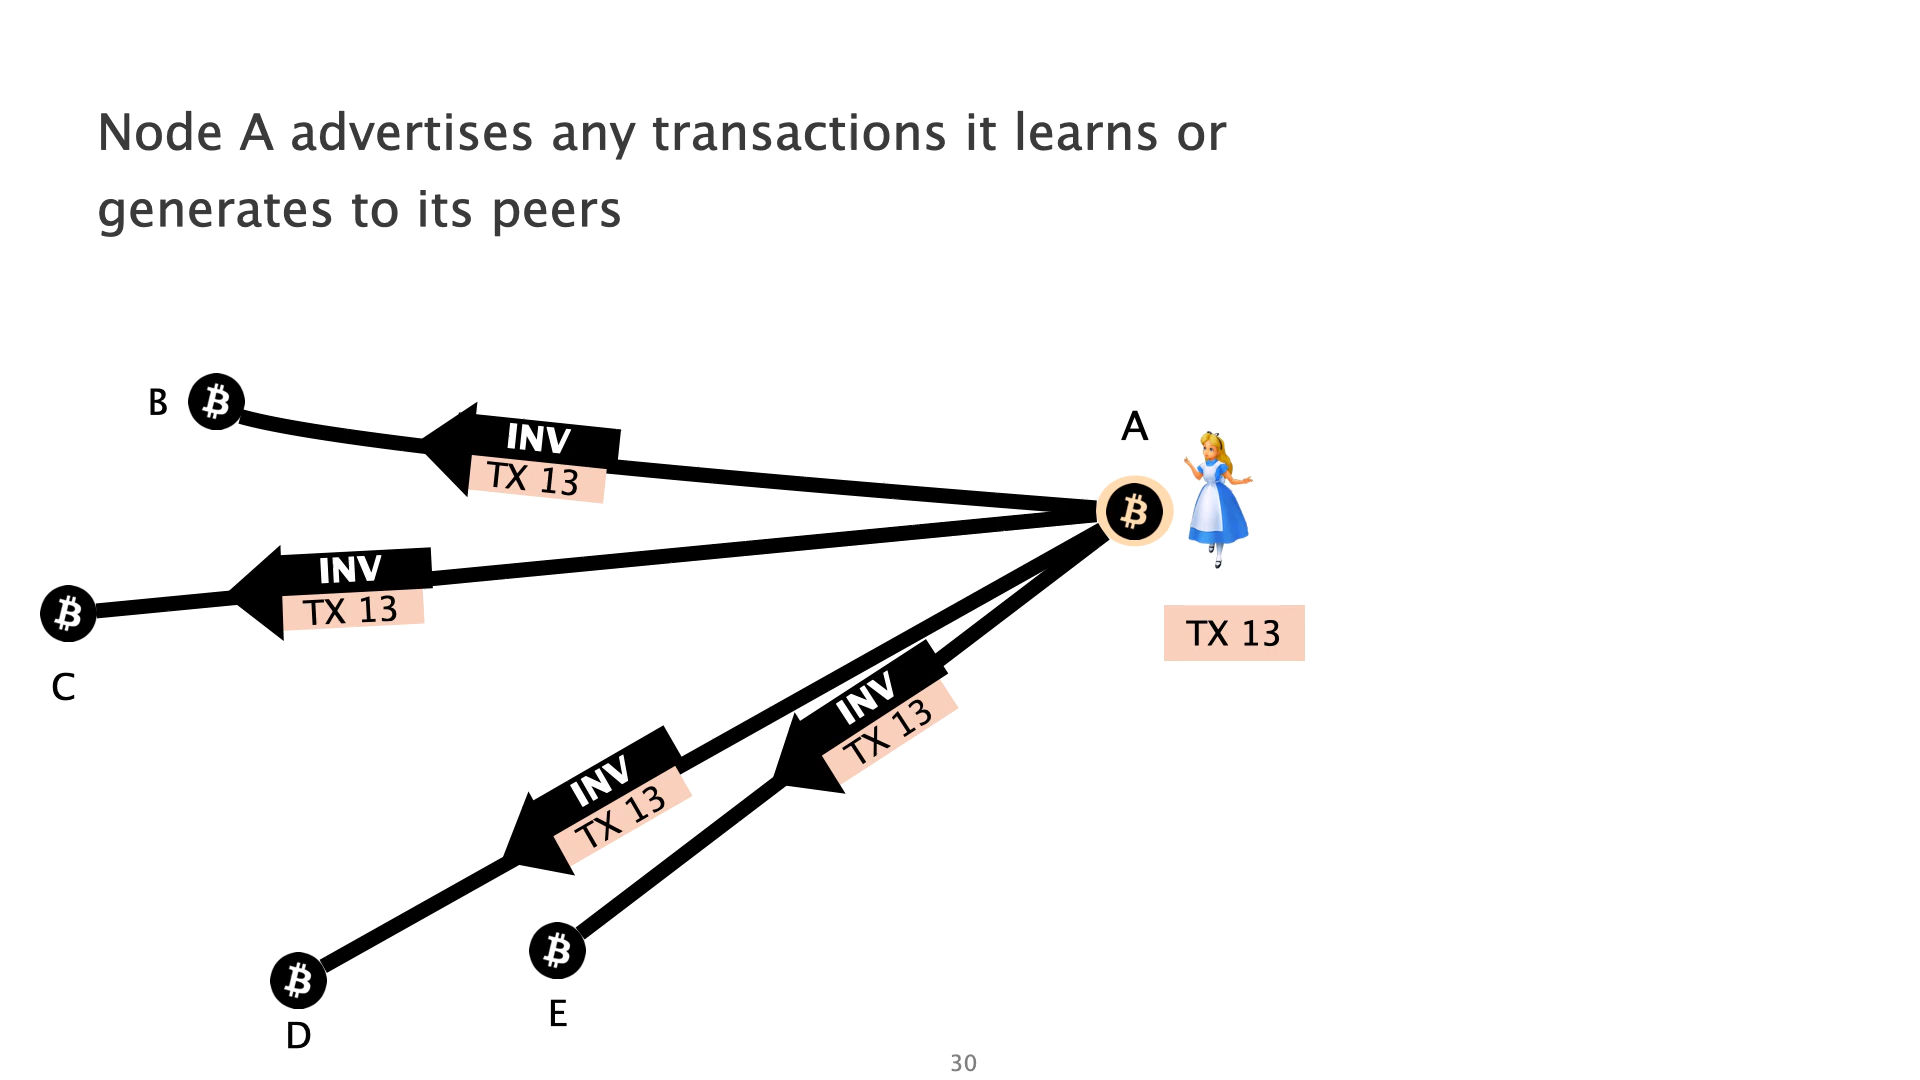 Node A advertises any transactions it learns or
generates to its peers
B
INV
TX 13
A
INV
TX 13
C
TX 13
INV
TX 13
INV
TX 13
E
D
30